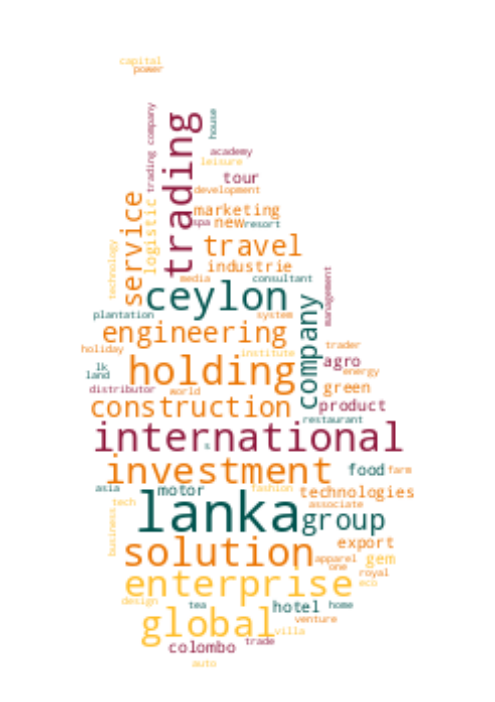 capital
power
trading company
trading
house
academy
leisure
tour
development
service
logistic
marketing
spa new resort
travel
technology
industrie
media consultant
ceylon
management
plantation system
engineering
company
holiday institute trader
holding agro
lk energy
land
distributor world green
construction product
restaurant
international
s
investment food farm
asia motor fashion technologies
tech associate
lanka group
business
solution export
apparel gem
one royal
enterprise eco
design tea hotel home
global venture
villa
colombo trade
auto